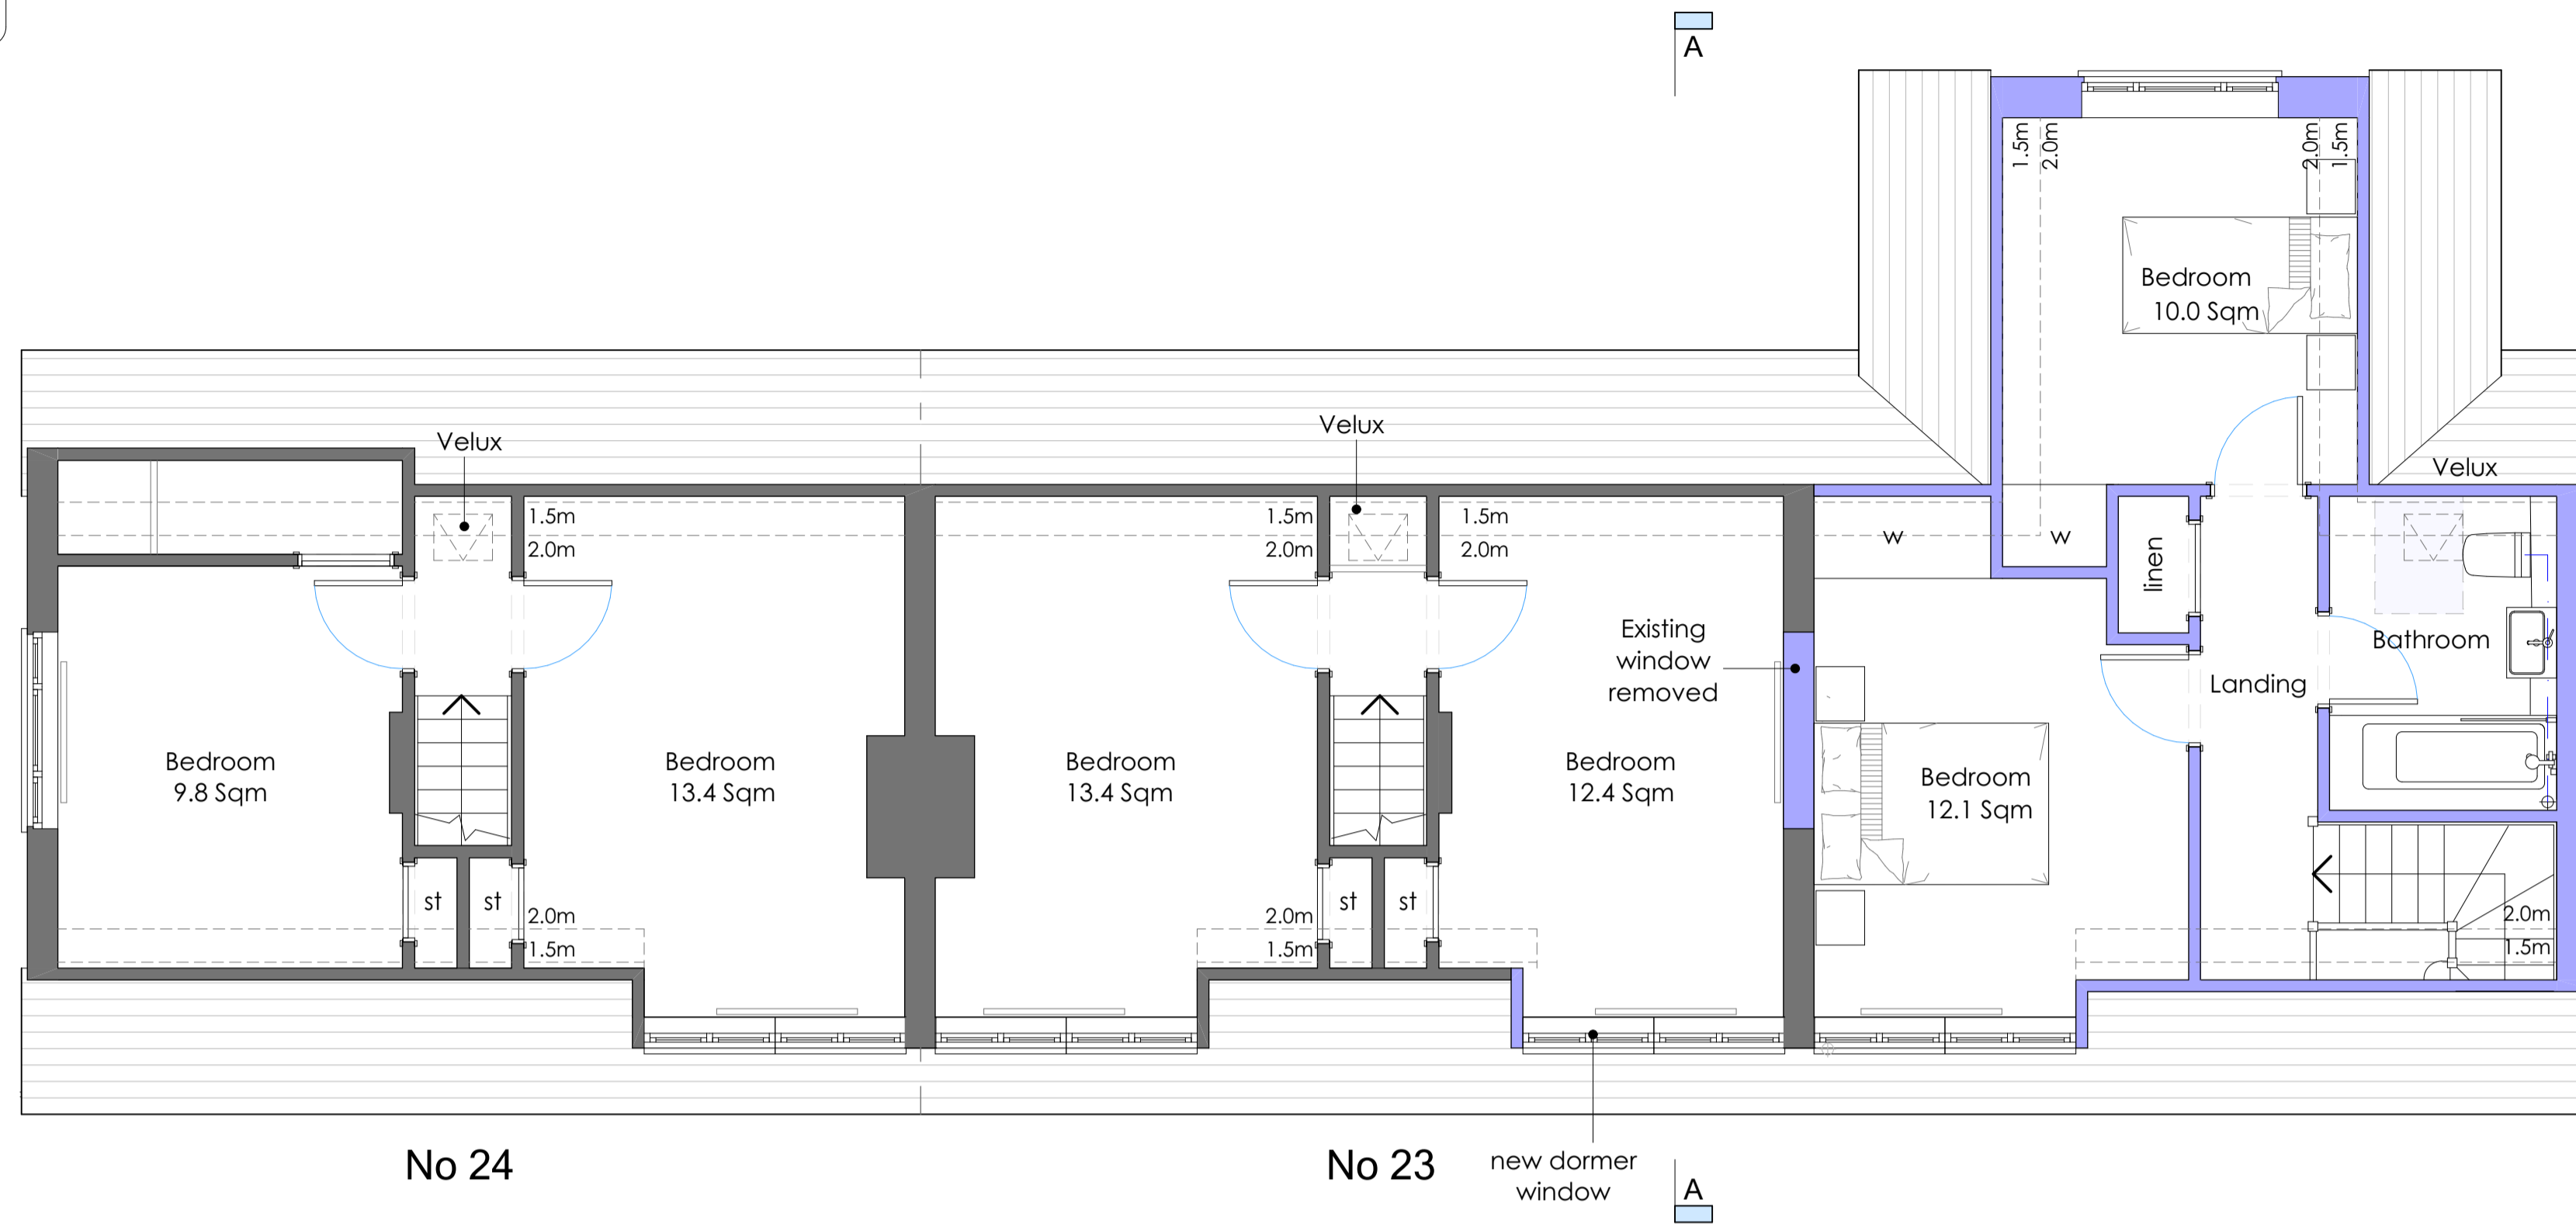 A
1.5m
2.0m
2.0m
1.5m
Bedroom
10.0 Sqm
Velux
Velux
Velux
1.5m
2.0m
1.5m
2.0m
1.5m
2.0m
w
w
linen
Existing
window
removed
Bathroom
Landing
Bedroom
9.8 Sqm
Bedroom
13.4 Sqm
Bedroom
13.4 Sqm
Bedroom
12.4 Sqm
Bedroom
12.1 Sqm
st
st
st
st
2.0m
1.5m
2.0m
1.5m
2.0m
1.5m
No 24
No 23
new dormer
window
A